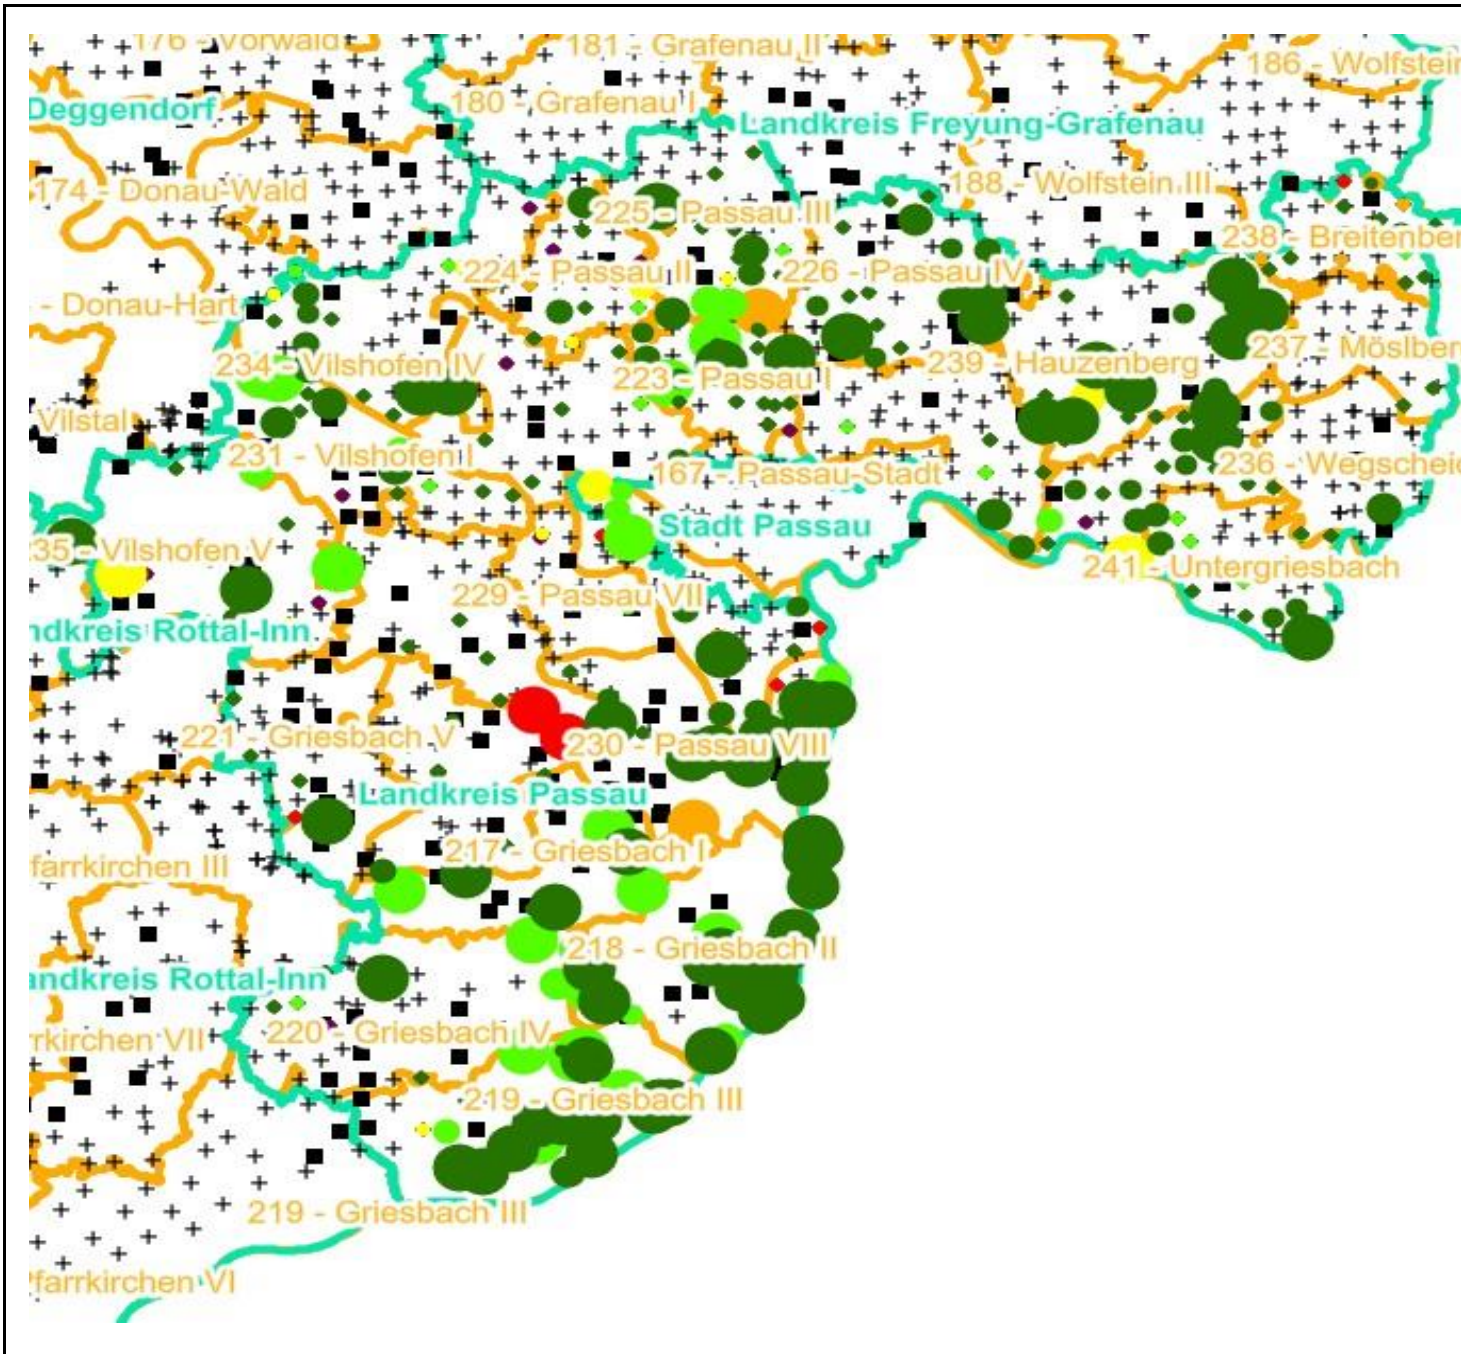 176 - Vorwald
181 - Grafenau II
186 - Wolfstein
Deggendorf
180 - Grafenau I
Landkreis Freyung-Grafenau
174 - Donau-Wald
188 - Wolfstein III
225 - Passau III
238 - Breitenber
224 - Passau II
226 - Passau IV
- Donau-Hart
234 - Vilshofen IV
223 - Passau I
239 - Hauzenberg
237 - Möslber
Vilstal
231 - Vilshofen I
167 - Passau-Stadt
236 - Wegscheid
Stadt Passau
35 - Vilshofen V
241 - Untergriesbach
229 - Passau VII
ndkreis Rottal-Inn
221 - Griesbach V
230 - Passau VIII
Landkreis Passau
217 - Griesbach I
farrkirchen III
218 - Griesbach II
andkreis Rottal-Inn
rrkirchen VII
220 - Griesbach IV
219 - Griesbach III
219 - Griesbach III
Pfarrkirchen VI